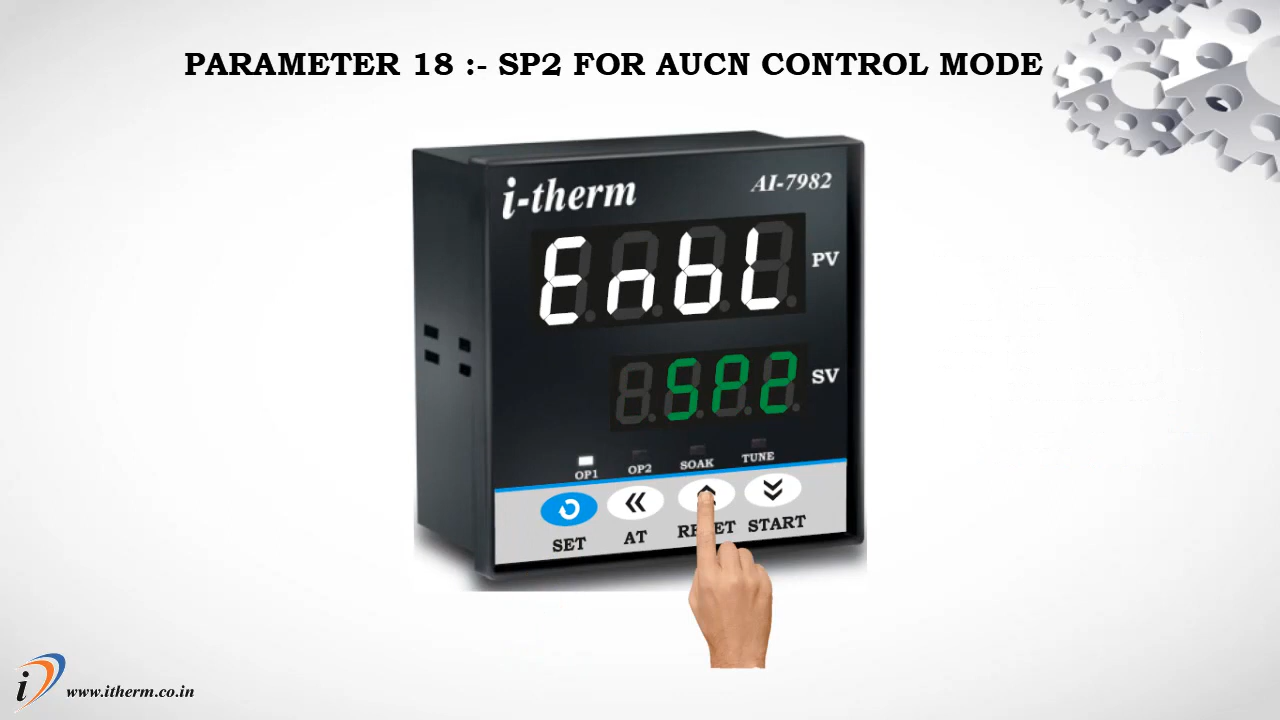 PARAMETER 18 :- SP2 FOR AUCN CONTROL MODE
i-therm AI-7982
EnbL PV
SP2 SV
OP1 OP2 SOAK TUNE
SET AT RESET START
i www.itherm.co.in